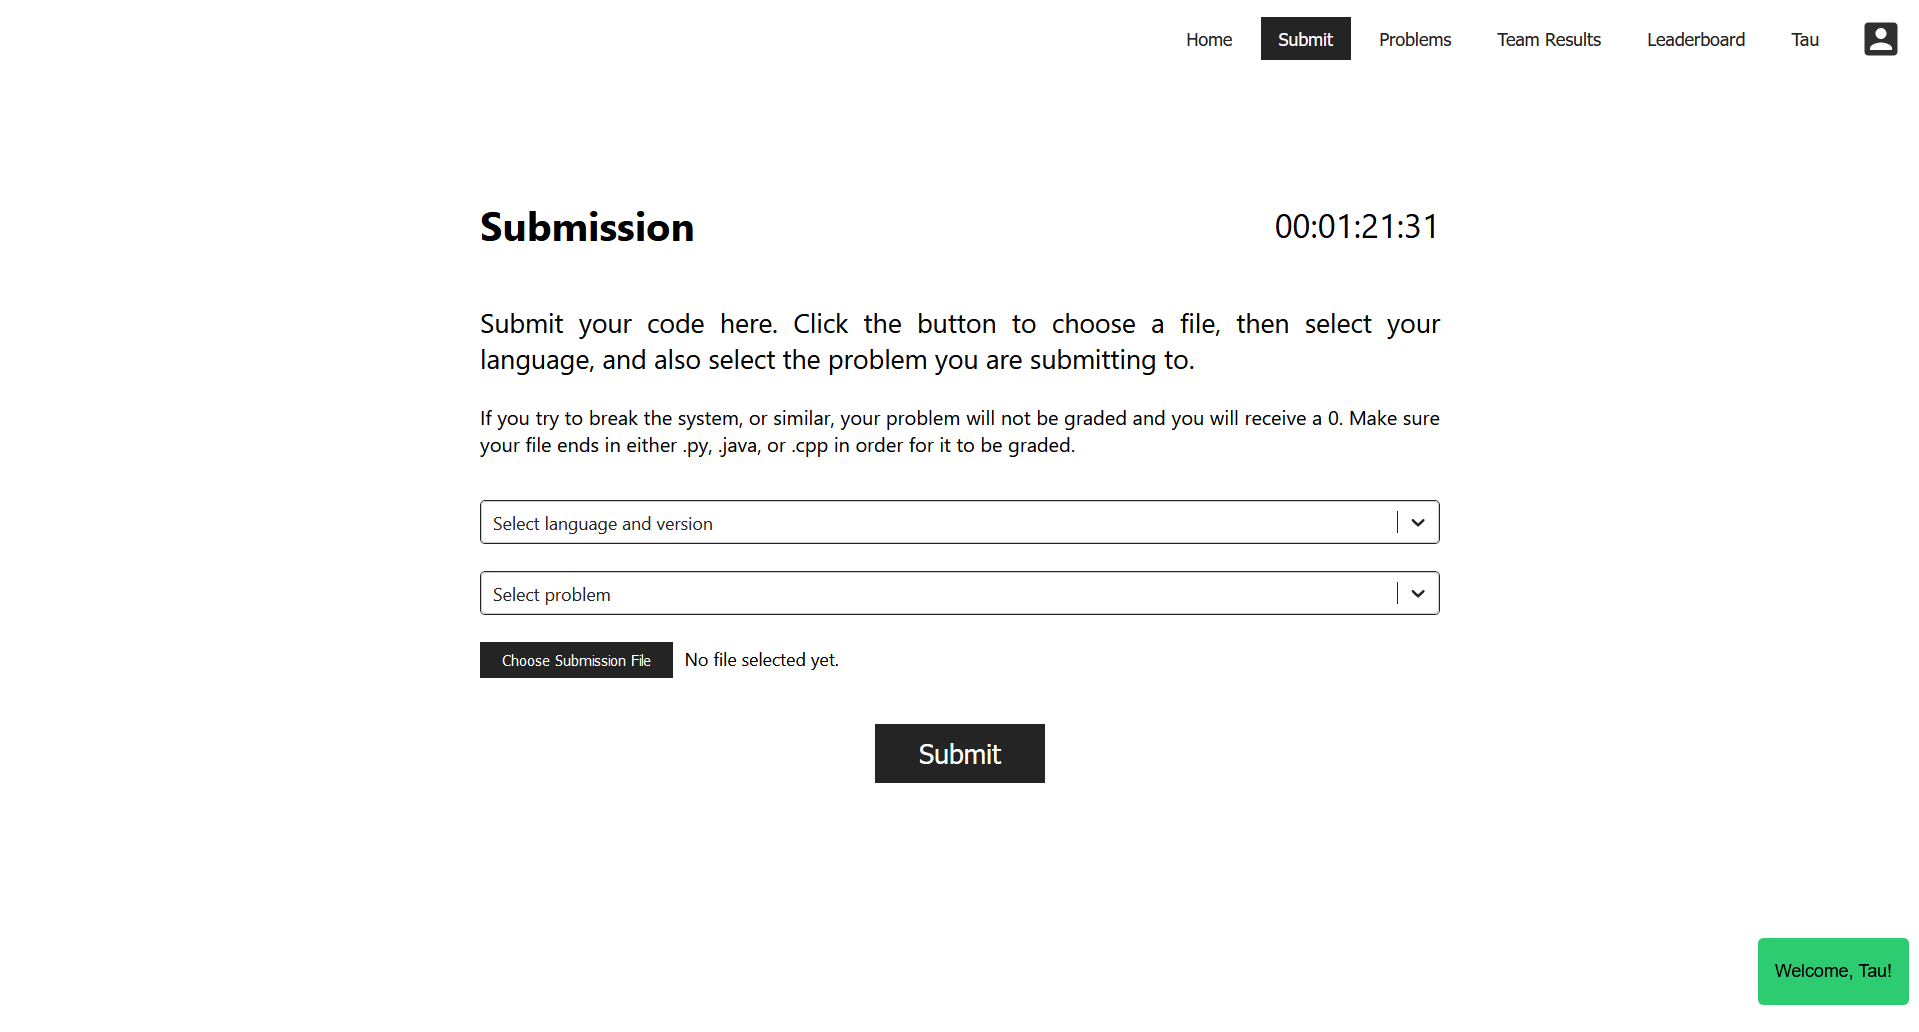 Home
Submit
Problems
Team Results
Leaderboard
Tau
Submission
00:01:21:31
Submit your code here. Click the button to choose a file, then select your
language, and also select the problem you are submitting to.
If you try to break the system, or similar, your problem will not be graded and you will receive a 0. Make sure
your file ends in either .py, .java, or .cpp in order for it to be graded.
Select language and version
Select problem
Choose Submission File
No file selected yet.
Submit
Welcome, Tau!